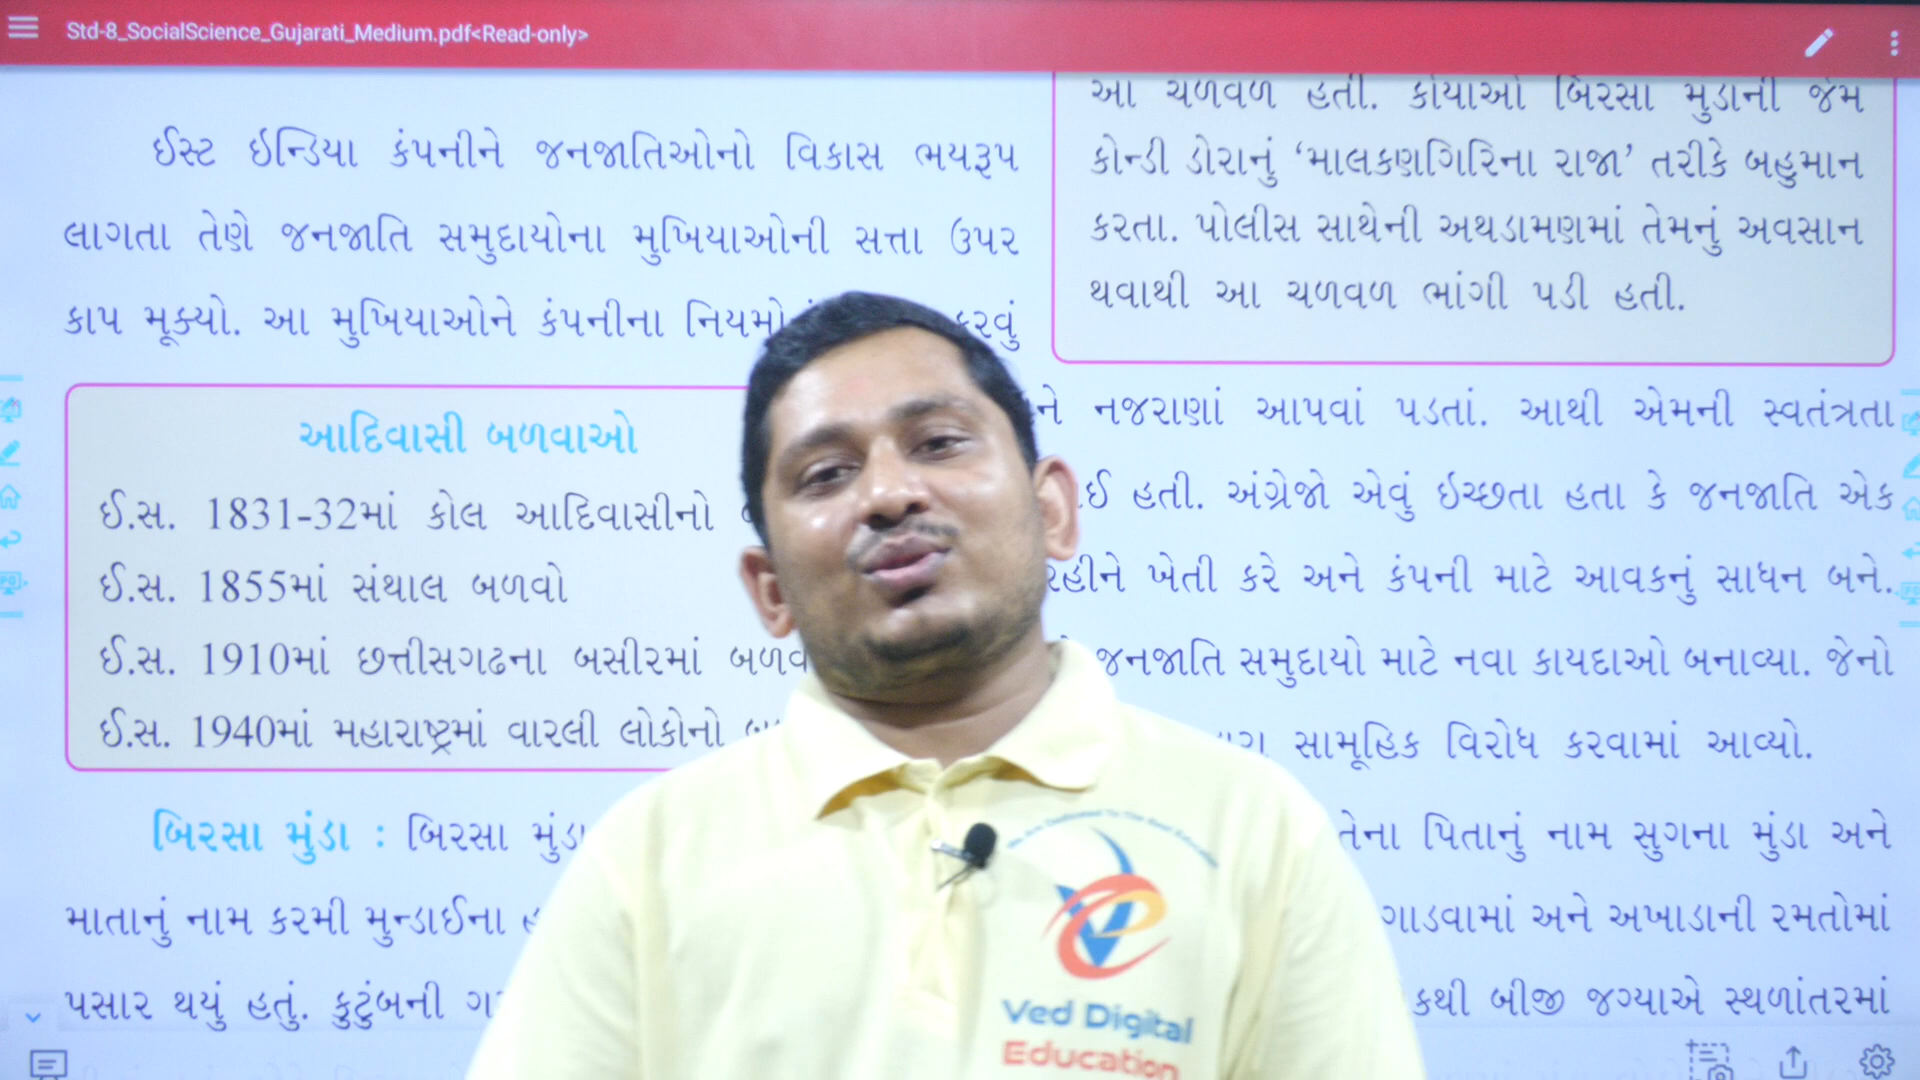 Std-8_SocialScience_Gujarati_Medium.pdf<Read-only>
ઈસ્ટ ઇન્ડિયા કંપનીને જનજાતિઓનો વિકાસ ભયરૂપ
લાગતા તેણે જનજાતિ સમુદાયોના મુખિયાઓની સત્તા ઉપર
કાપ મૂક્યો. આ મુખિયાઓને કંપનીના નિયમો કરવું
આદિવાસી બળવાઓ
ઈ.સ. 1831-32માં કોલ આદિવાસીનો
ઈ.સ. 1855માં સંથાલ બળવો
ઈ.સ. 1910માં છત્તીસગઢના બસીરમાં
ઈ.સ. 1940માં મહારાષ્ટ્રમાં વારલી લોકોનો
આ ચળવળ હતી. કોયાઓ બિરસા મુંડાની જેમ
કોન્ડી ડોરાનું ‘માલકણગિરિના રાજા’ તરીકે બહુમાન
કરતા. પોલીસ સાથેની અથડામણમાં તેમનું અવસાન
થવાથી આ ચળવળ ભાંગી પડી હતી.
નજરાણાં આપવાં પડતાં. આથી એમની સ્વતંત્રતા
હતી. અંગ્રેજો એવું ઇચ્છતા હતા કે જનજાતિ એક
રહીને ખેતી કરે અને કંપની માટે આવકનું સાધન બને.
જનજાતિ સમુદાયો માટે નવા કાયદાઓ બનાવ્યા. જેનો
સામૂહિક વિરોધ કરવામાં આવ્યો.
બિરસા મુંડા : બિરસા તેના પિતાનું નામ સુગના મુંડા અને
માતાનું નામ કરમી મુન્ડાઈના ગાડવામાં અને અખાડાની રમતોમાં
પસાર થયું હતું. કુટુંબની બીજી જગ્યાએ સ્થળાંતરમાં
Ved Digital
Education